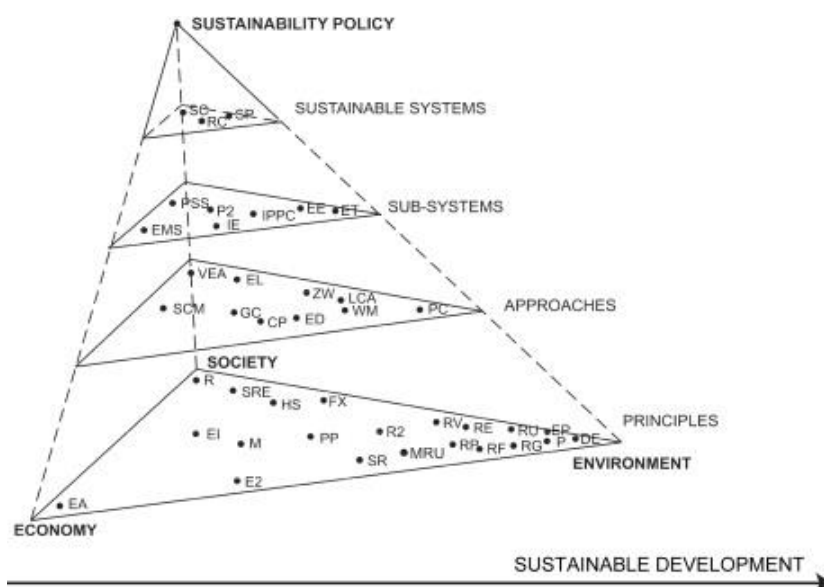 SUSTAINABILITY POLICY
SUSTAINABLE SYSTEMS
SC
SP
RC
SUB-SYSTEMS
PSS
P2
IPPC
EE
ET
EMS
IE
APPROACHES
VEA
EL
ZW
LCA
SCM
GC
CP
ED
WM
PC
SOCIETY
PRINCIPLES
R
SRE
HS
FX
EI
M
PP
R2
RV
RE
RU
EP
DE
SR
MRU
RP
RF
RG
P
E2
EA
ENVIRONMENT
ECONOMY
SUSTAINABLE DEVELOPMENT